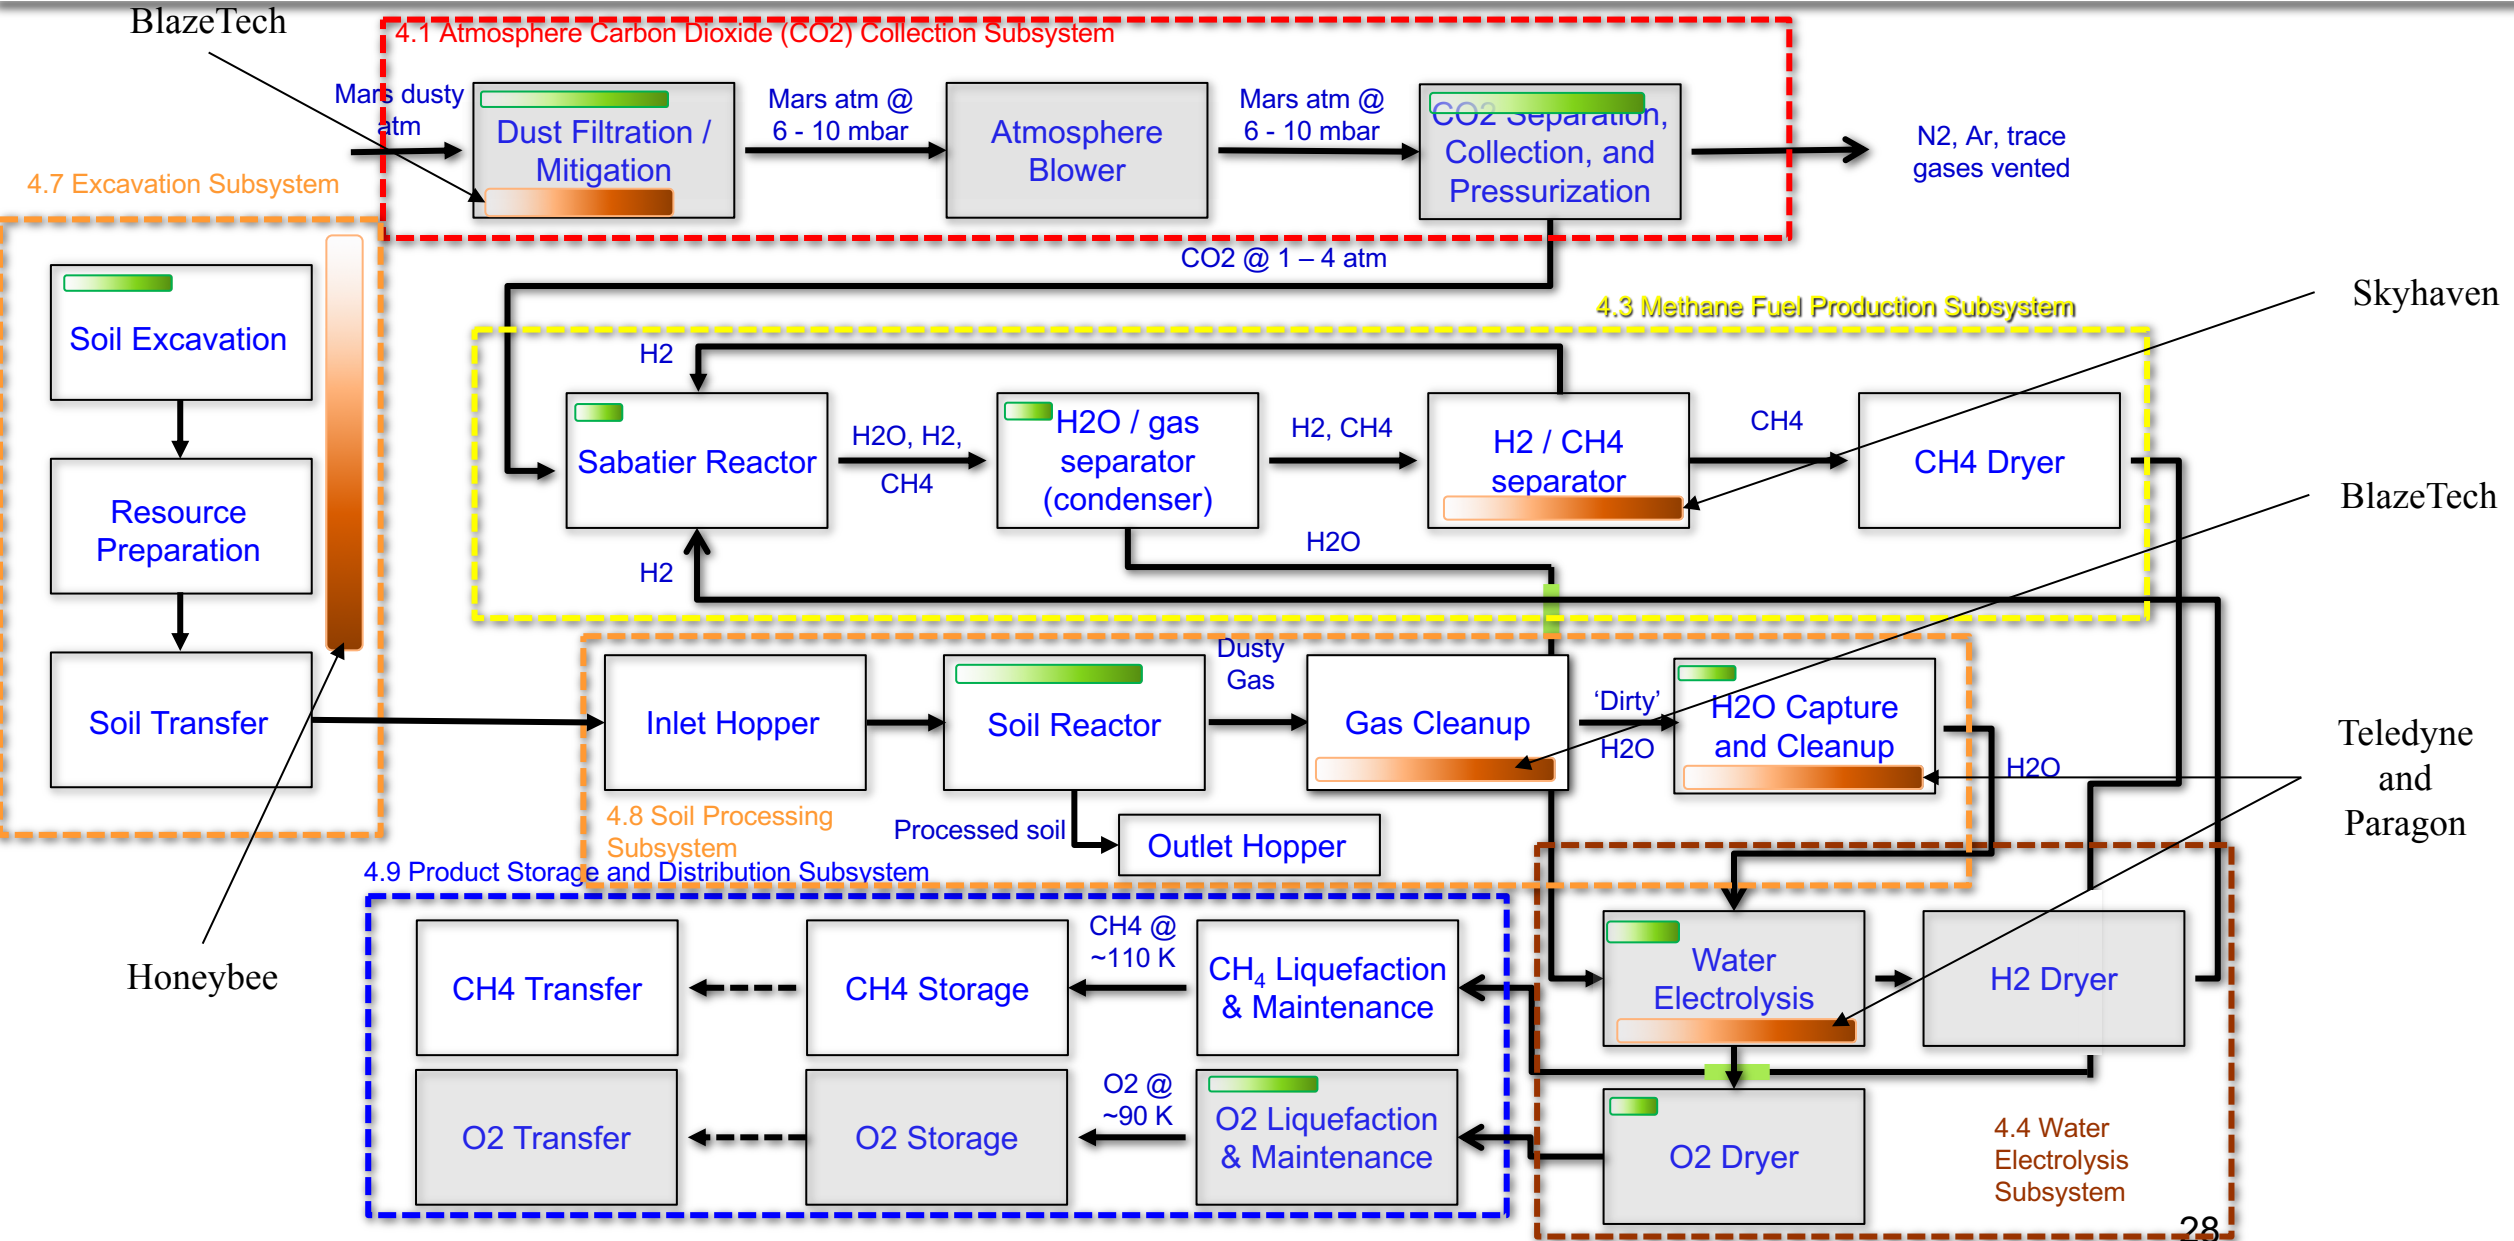 BlazeTech
4.1 Atmosphere Carbon Dioxide (CO2) Collection Subsystem
Mars dusty
atm
Dust Filtration /
Mitigation
Mars atm @
6 - 10 mbar
Atmosphere
Blower
Mars atm @
6 - 10 mbar
CO2 Separation,
Collection, and
Pressurization
N2, Ar, trace
gases vented
4.7 Excavation Subsystem
CO2 @ 1 – 4 atm
Skyhaven
4.3 Methane Fuel Production Subsystem
Soil Excavation
H2
Sabatier Reactor
H2O, H2,
CH4
H2O / gas
separator
(condenser)
H2, CH4
H2 / CH4
separator
CH4
CH4 Dryer
BlazeTech
Resource
Preparation
H2O
H2
Soil Transfer
Inlet Hopper
Soil Reactor
Dusty
Gas
Gas Cleanup
‘Dirty’
H2O
H2O Capture
and Cleanup
H2O
Teledyne
and
Paragon
4.8 Soil Processing
Subsystem
Processed soil
Outlet Hopper
4.9 Product Storage and Distribution Subsystem
Honeybee
CH4 Transfer
CH4 Storage
CH4 @
~110 K
CH4 Liquefaction
& Maintenance
Water
Electrolysis
H2 Dryer
O2 Transfer
O2 Storage
O2 @
~90 K
O2 Liquefaction
& Maintenance
O2 Dryer
4.4 Water
Electrolysis
Subsystem
28